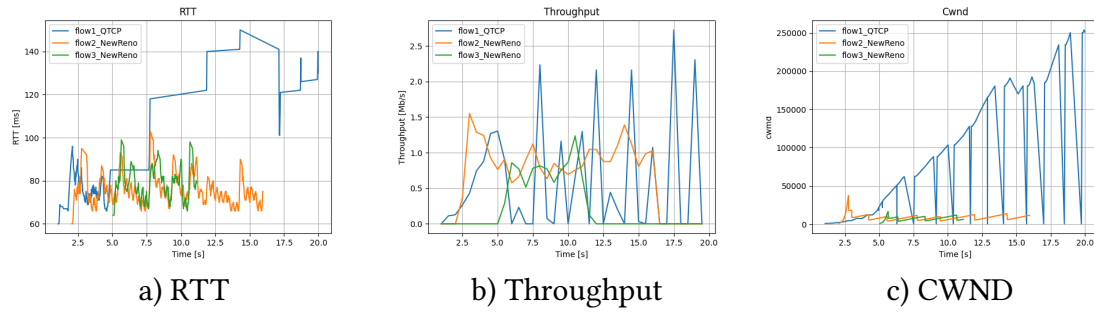 RTT
flow1_QTCP
flow2_NewReno
flow3_NewReno
RTT [ms]
140
120
100
80
60
2.5 5.0 7.5 10.0 12.5 15.0 17.5 20.0
Time [s]
a) RTT
Throughput
flow1_QTCP
flow2_NewReno
flow3_NewReno
Throughput [Mb/s]
2.5
2.0
1.5
1.0
0.5
0.0
2.5 5.0 7.5 10.0 12.5 15.0 17.5 20.0
Time [s]
b) Throughput
Cwnd
flow1_QTCP
flow2_NewReno
flow3_NewReno
cwnd
250000
200000
150000
100000
50000
0
2.5 5.0 7.5 10.0 12.5 15.0 17.5 20.0
Time [s]
c) CWND